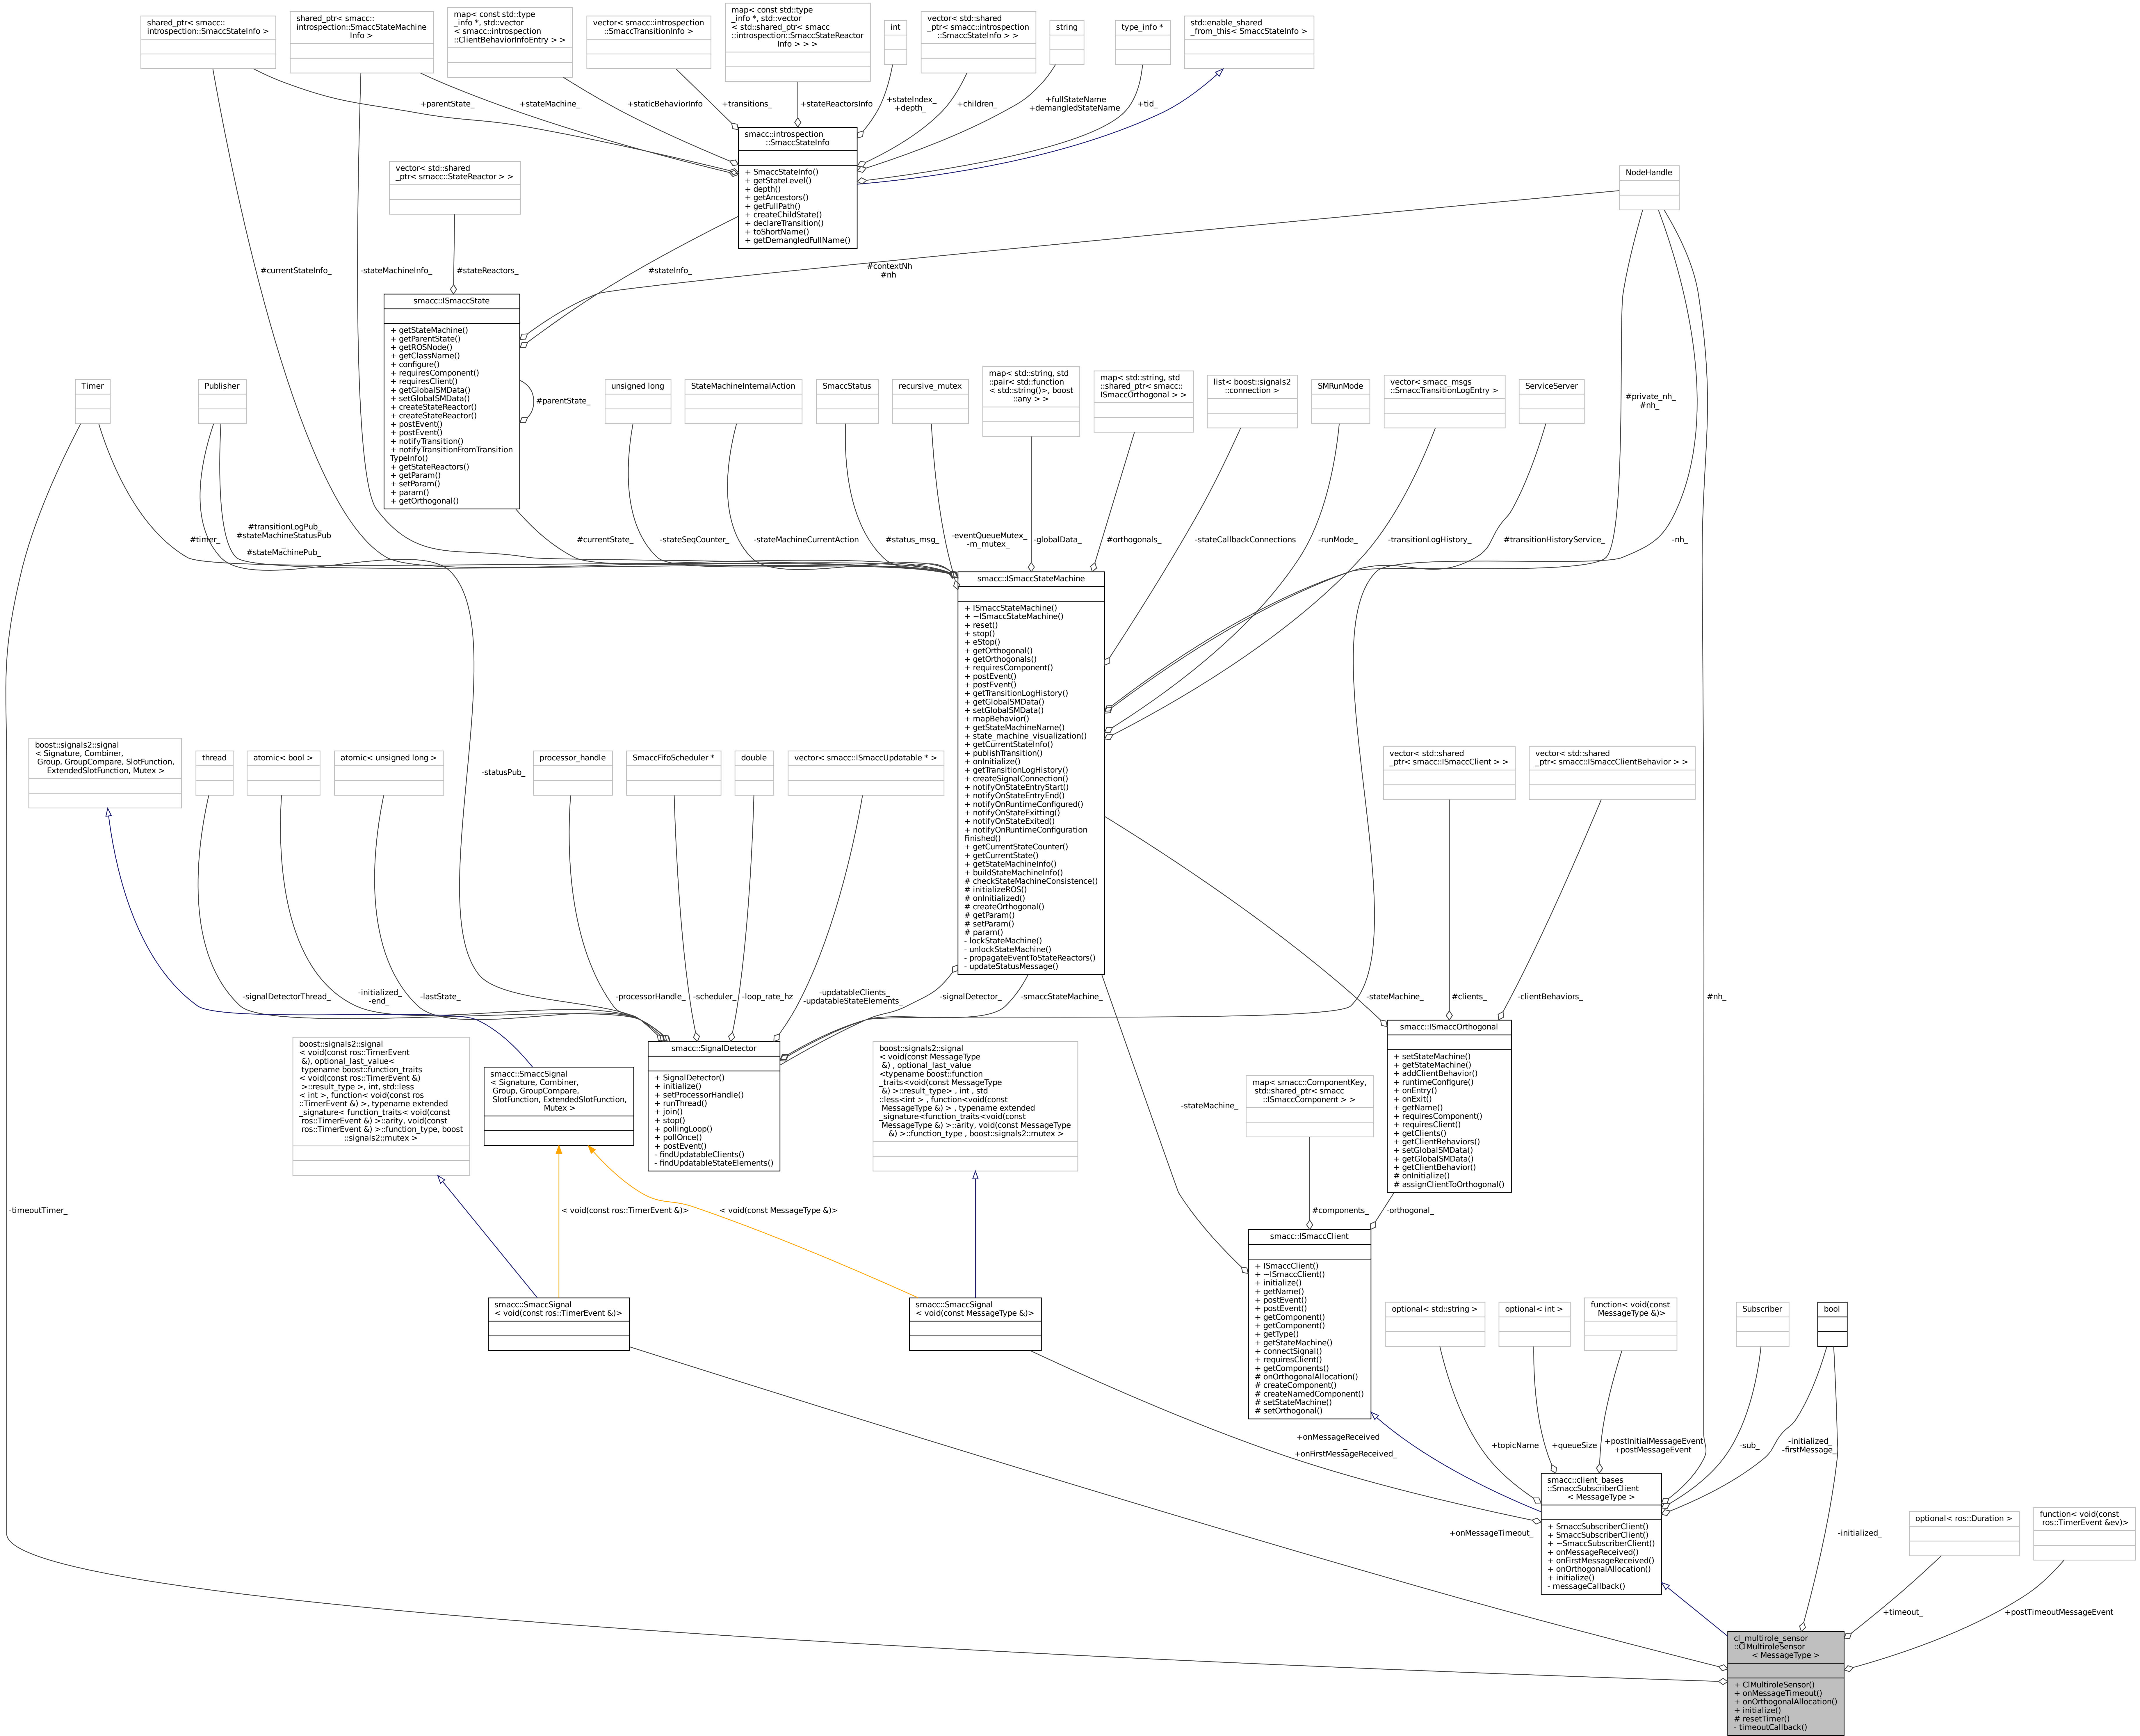 shared_ptr< smacc::
introspection::SmaccStateInfo >
shared_ptr< smacc::
introspection::SmaccStateMachine
Info >
map< const std::type
_info *, std::vector
< smacc::introspection
::ClientBehaviorInfoEntry > >
vector< smacc::introspection
::SmaccTransitionInfo >
map< const std::type
_info *, std::vector
< std::shared_ptr< smacc
::introspection::SmaccStateReactor
Info > > >
int
vector< std::shared
_ptr< smacc::introspection
::SmaccStateInfo > >
string
type_info *
std::enable_shared
_from_this< SmaccStateInfo >
+parentState_
+stateMachine_
+staticBehaviorInfo
+transitions_
+stateReactorsInfo
+stateIndex_
+depth_
+children_
+fullStateName
+demangledStateName
+tid_
smacc::introspection
::SmaccStateInfo
+ SmaccStateInfo()
+ getStateLevel()
+ depth()
+ getAncestors()
+ getFullPath()
+ createChildState()
+ declareTransition()
+ toShortName()
+ getDemangledFullName()
vector< std::shared
_ptr< smacc::StateReactor > >
NodeHandle
#currentStateInfo_
-stateMachineInfo_
#stateReactors_
#stateInfo_
#contextNh
#nh
smacc::ISmaccState
+ getStateMachine()
+ getParentState()
+ getROSNode()
+ getClassName()
+ configure()
+ requiresComponent()
+ requiresClient()
+ getGlobalSMData()
+ setGlobalSMData()
+ createStateReactor()
+ createStateReactor()
+ postEvent()
+ postEvent()
+ notifyTransition()
+ notifyTransitionFromTransition
TypeInfo()
+ getStateReactors()
+ getParam()
+ setParam()
+ param()
+ getOrthogonal()
#parentState_
Timer
Publisher
unsigned long
StateMachineInternalAction
SmaccStatus
recursive_mutex
map< std::string, std
::pair< std::function
< std::string()>, boost
::any > >
map< std::string, std
::shared_ptr< smacc::
ISmaccOrthogonal > >
list< boost::signals2
::connection >
SMRunMode
vector< smacc_msgs
::SmaccTransitionLogEntry >
ServiceServer
#private_nh_
#nh_
#timer_
#transitionLogPub_
#stateMachineStatusPub
_
#stateMachinePub_
#currentState_
-stateSeqCounter_
-stateMachineCurrentAction
#status_msg_
-eventQueueMutex_
-m_mutex_
-globalData_
#orthogonals_
-stateCallbackConnections
-runMode_
-transitionLogHistory_
#transitionHistoryService_
-nh_
smacc::ISmaccStateMachine
+ ISmaccStateMachine()
+ ~ISmaccStateMachine()
+ reset()
+ stop()
+ eStop()
+ getOrthogonal()
+ getOrthogonals()
+ requiresComponent()
+ postEvent()
+ postEvent()
+ getTransitionLogHistory()
+ getGlobalSMData()
+ setGlobalSMData()
+ mapBehavior()
+ getStateMachineName()
+ state_machine_visualization()
+ getCurrentStateInfo()
+ publishTransition()
+ onInitialize()
+ getTransitionLogHistory()
+ createSignalConnection()
+ notifyOnStateEntryStart()
+ notifyOnStateEntryEnd()
+ notifyOnRuntimeConfigured()
+ notifyOnStateExitting()
+ notifyOnStateExited()
+ notifyOnRuntimeConfiguration
Finished()
+ getCurrentStateCounter()
+ getCurrentState()
+ getStateMachineInfo()
+ buildStateMachineInfo()
# checkStateMachineConsistence()
# initializeROS()
# onInitialized()
# createOrthogonal()
# getParam()
# setParam()
# param()
- lockStateMachine()
- unlockStateMachine()
- propagateEventToStateReactors()
- updateStatusMessage()
boost::signals2::signal
< Signature, Combiner,
Group, GroupCompare, SlotFunction,
ExtendedSlotFunction, Mutex >
thread
atomic< bool >
atomic< unsigned long >
-statusPub_
processor_handle
SmaccFifoScheduler *
double
vector< smacc::ISmaccUpdatable * >
vector< std::shared
_ptr< smacc::ISmaccClient > >
vector< std::shared
_ptr< smacc::ISmaccClientBehavior > >
-signalDetectorThread_
-initialized_
-end_
-lastState_
-processorHandle_
-scheduler_
-loop_rate_hz
-updatableClients_
-updatableStateElements_
-signalDetector_
-smaccStateMachine_
-stateMachine_
#clients_
-clientBehaviors_
#nh_
boost::signals2::signal
< void(const ros::TimerEvent
&), optional_last_value<
typename boost::function_traits
< void(const ros::TimerEvent &)
>::result_type >, int, std::less
< int >, function< void(const ros
::TimerEvent &) >, typename extended
_signature< function_traits< void(const
ros::TimerEvent &) >::arity, void(const
ros::TimerEvent &) >::function_type, boost
::signals2::mutex >
smacc::SmaccSignal
< Signature, Combiner,
Group, GroupCompare,
SlotFunction, ExtendedSlotFunction,
Mutex >
smacc::SignalDetector
+ SignalDetector()
+ initialize()
+ setProcessorHandle()
+ runThread()
+ join()
+ stop()
+ pollingLoop()
+ pollOnce()
+ postEvent()
- findUpdatableClients()
- findUpdatableStateElements()
boost::signals2::signal
< void(const MessageType
&) , optional_last_value
<typename boost::function
_traits<void(const MessageType
&) >::result_type> , int , std
::less<int > , function<void(const
MessageType &) > , typename extended
_signature<function_traits<void(const
MessageType &) >::arity, void(const MessageType
&) >::function_type , boost::signals2::mutex >
smacc::ISmaccOrthogonal
+ setStateMachine()
+ getStateMachine()
+ addClientBehavior()
+ runtimeConfigure()
+ onEntry()
+ onExit()
+ getName()
+ requiresComponent()
+ requiresClient()
+ getClients()
+ getClientBehaviors()
+ setGlobalSMData()
+ getGlobalSMData()
+ getClientBehavior()
# onInitialize()
# assignClientToOrthogonal()
map< smacc::ComponentKey,
std::shared_ptr< smacc
::ISmaccComponent > >
-stateMachine_
-timeoutTimer_
< void(const ros::TimerEvent &)>
< void(const MessageType &)>
#components_
-orthogonal_
smacc::ISmaccClient
+ ISmaccClient()
+ ~ISmaccClient()
+ initialize()
+ getName()
+ postEvent()
+ postEvent()
+ getComponent()
+ getComponent()
+ getType()
+ getStateMachine()
+ connectSignal()
+ requiresClient()
+ getComponents()
# onOrthogonalAllocation()
# createComponent()
# createNamedComponent()
# setStateMachine()
# setOrthogonal()
smacc::SmaccSignal
< void(const ros::TimerEvent &)>
smacc::SmaccSignal
< void(const MessageType &)>
optional< std::string >
optional< int >
function< void(const
MessageType &)>
Subscriber
bool
+onMessageReceived
_
+onFirstMessageReceived_
+topicName
+queueSize
+postInitialMessageEvent
+postMessageEvent
-sub_
-initialized_
-firstMessage_
smacc::client_bases
::SmaccSubscriberClient
< MessageType >
+ SmaccSubscriberClient()
+ SmaccSubscriberClient()
+ ~SmaccSubscriberClient()
+ onMessageReceived()
+ onFirstMessageReceived()
+ onOrthogonalAllocation()
+ initialize()
- messageCallback()
+onMessageTimeout_
-initialized_
optional< ros::Duration >
function< void(const
ros::TimerEvent &ev)>
+timeout_
+postTimeoutMessageEvent
cl_multirole_sensor
::ClMultiroleSensor
< MessageType >
+ ClMultiroleSensor()
+ onMessageTimeout()
+ onOrthogonalAllocation()
+ initialize()
# resetTimer()
- timeoutCallback()